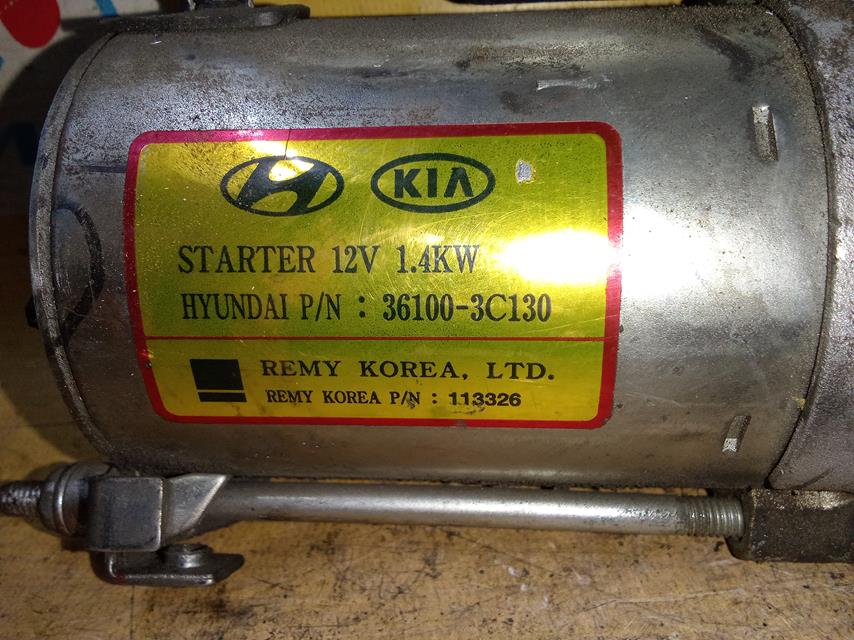 KIA
STARTER 12V 1.4KW
HYUNDAI P/N : 36100-3C130
REMY KOREA, LTD.
REMY KOREA P/N : 113326